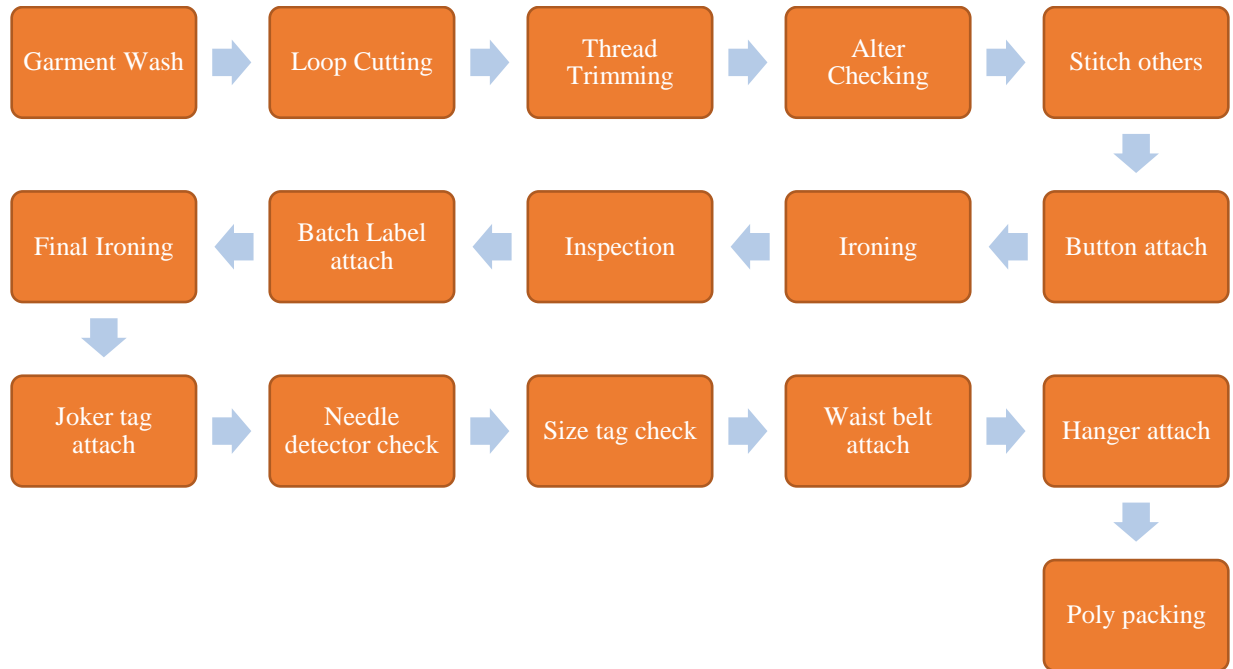 Garment Wash
Loop Cutting
Thread
Trimming
Alter
Checking
Stitch others
Button attach
Ironing
Inspection
Batch Label
attach
Final Ironing
Joker tag
attach
Needle
detector check
Size tag check
Waist belt
attach
Hanger attach
Poly packing